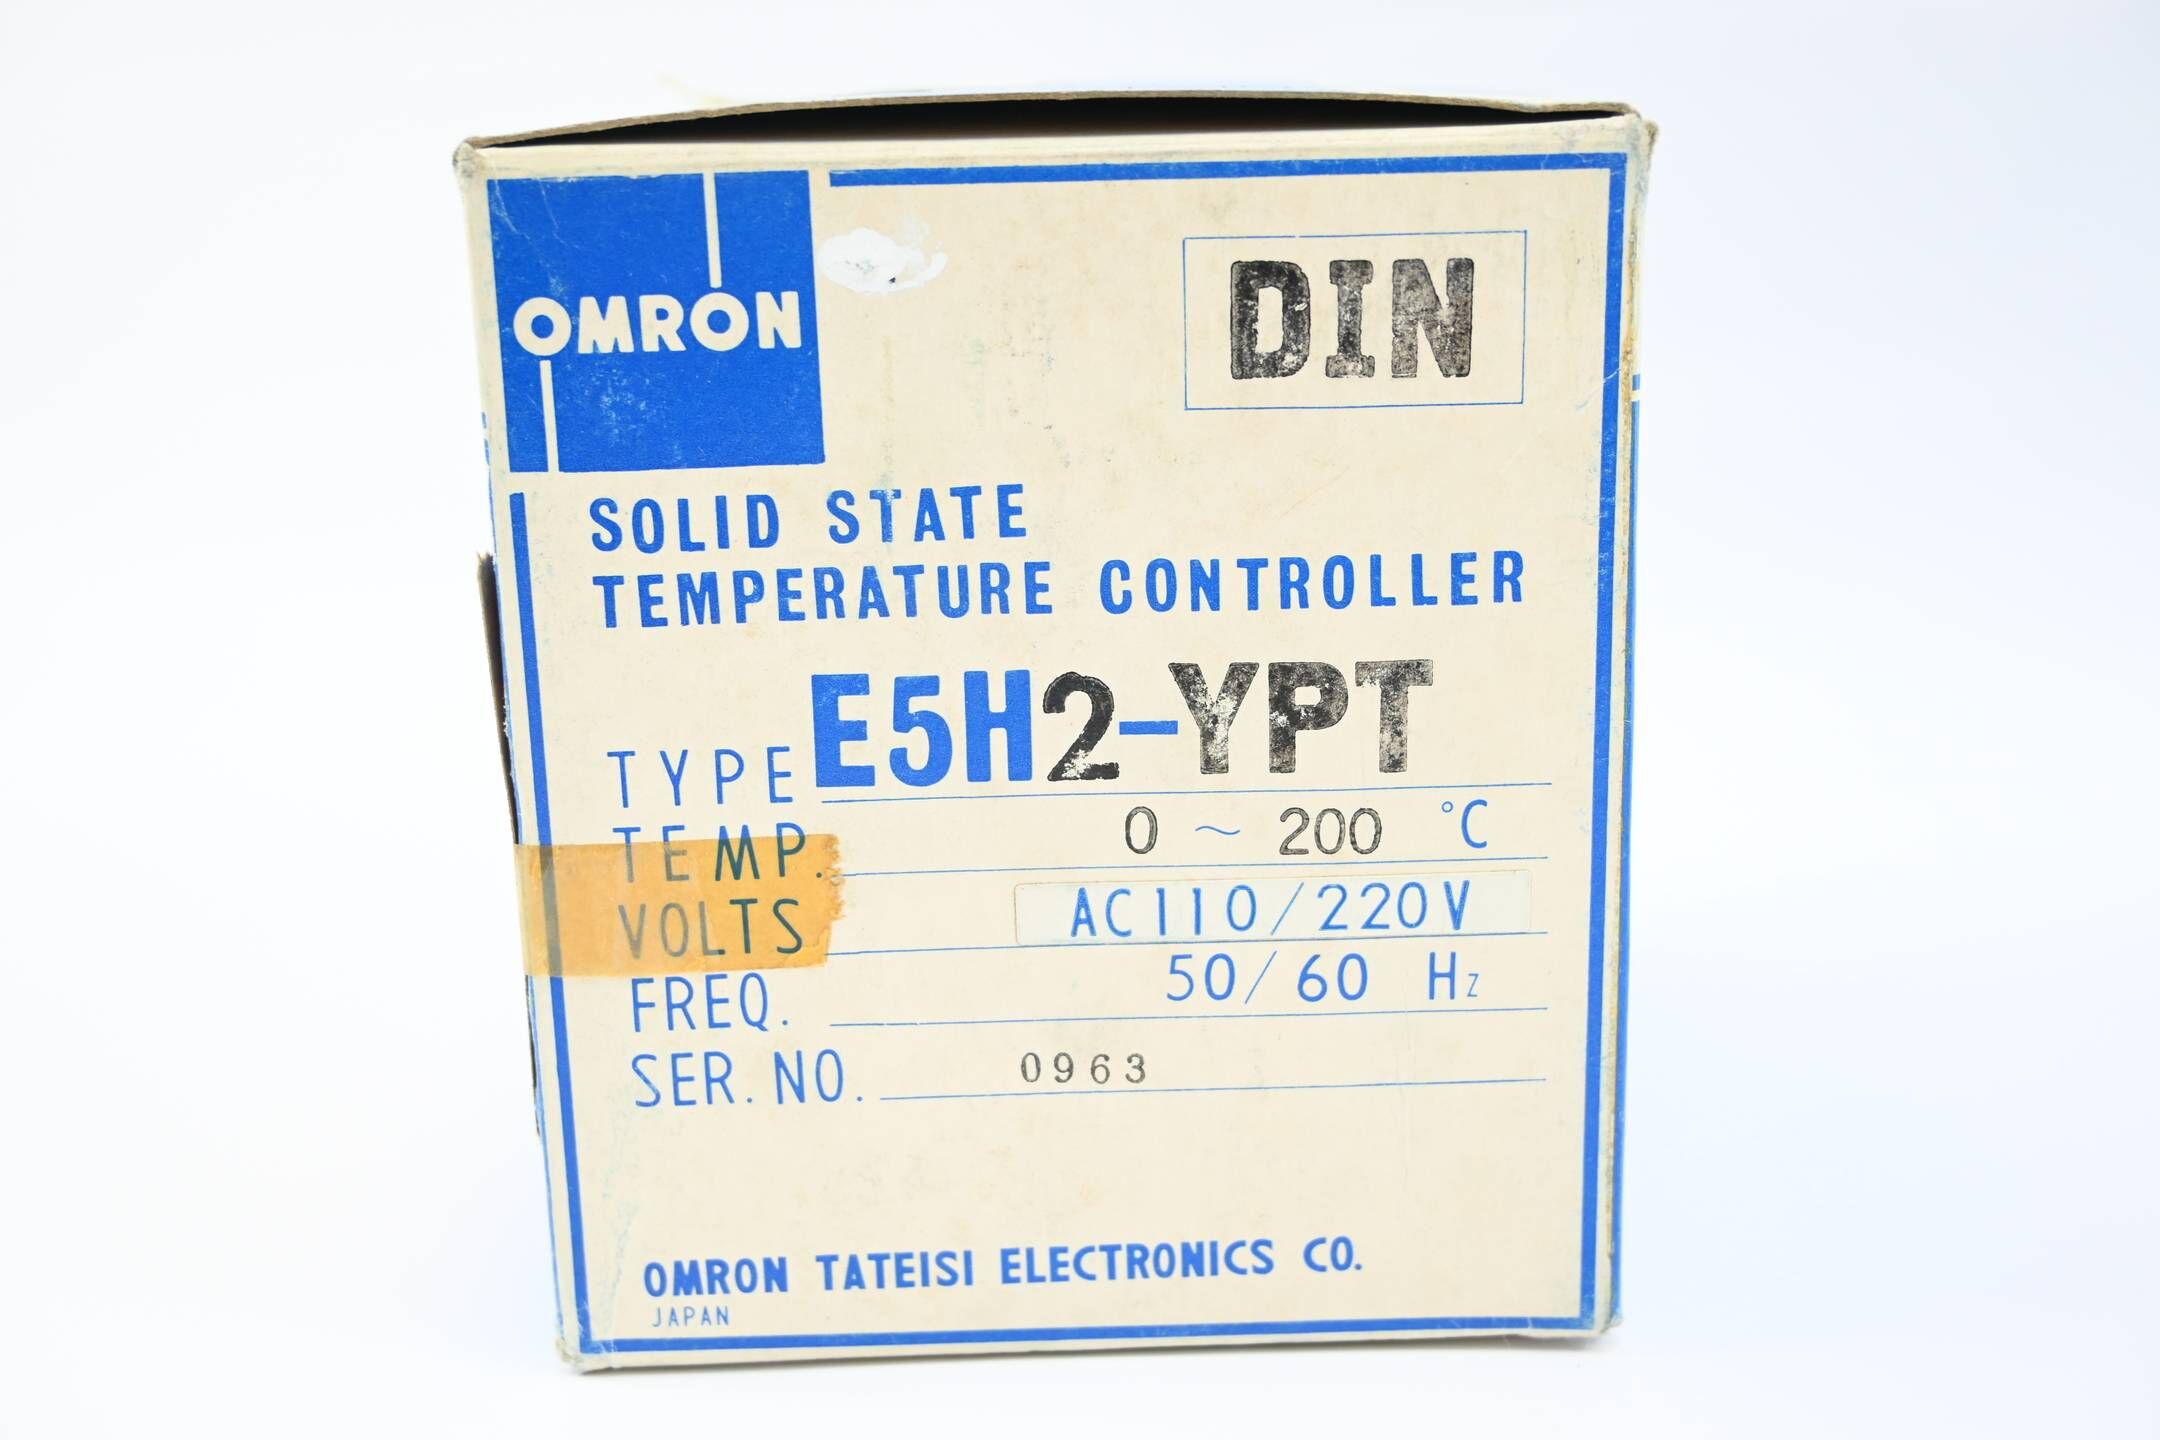 OMRON
DIN
SOLID STATE
TEMPERATURE CONTROLLER
TYPE E5H2-YPT
TEMP. 0 ~ 200 °C
VOLTS AC110/220V
FREQ. 50/60 Hz
SER. NO. 0963
OMRON TATEISI ELECTRONICS CO.
JAPAN